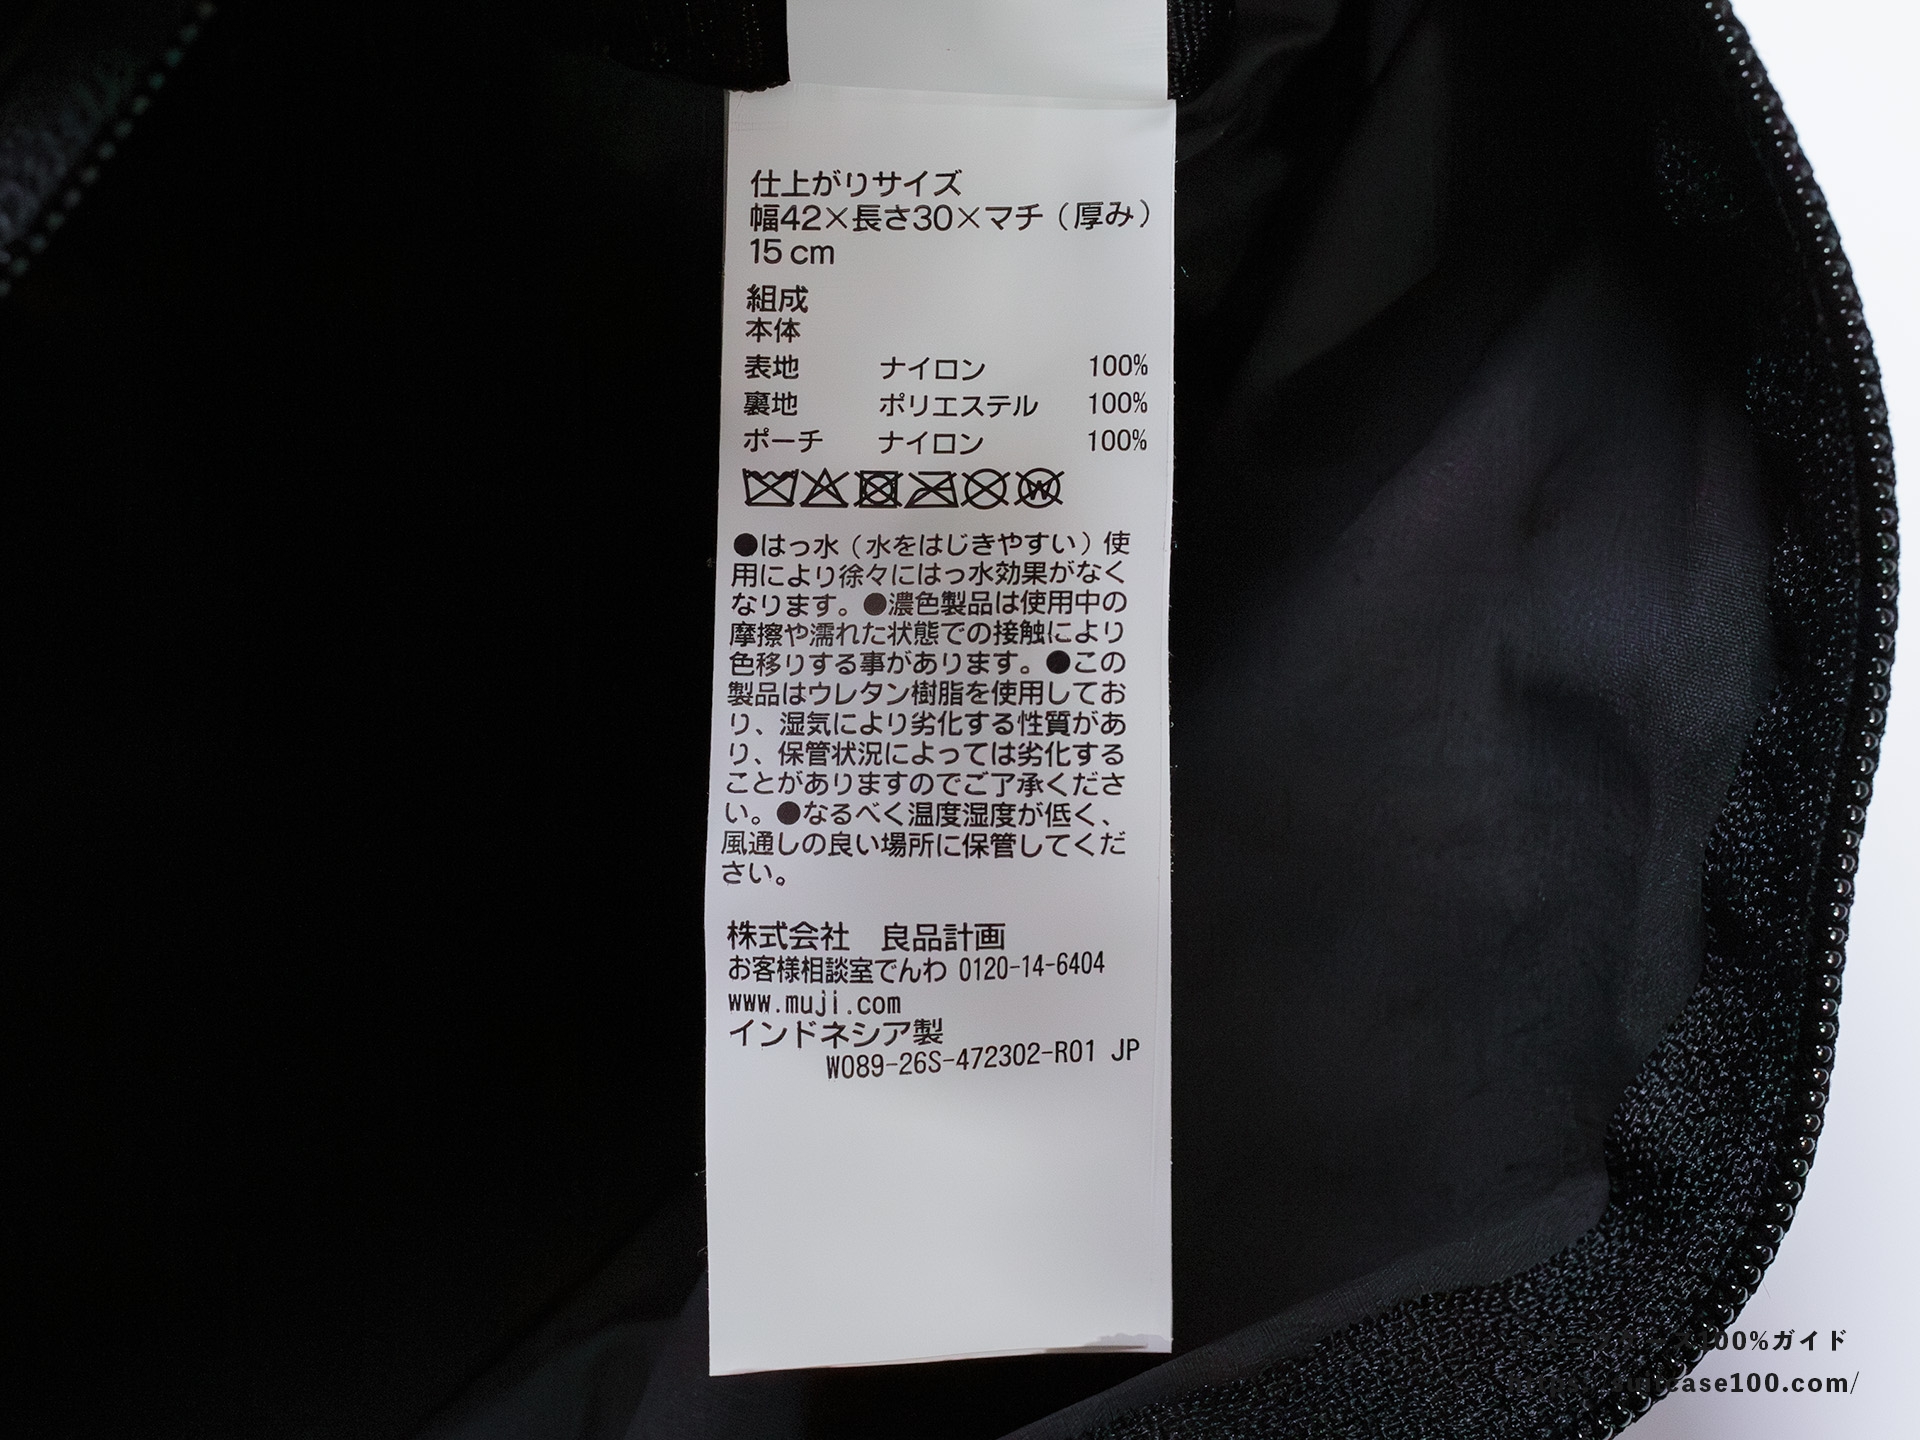 仕上がりサイズ
幅42×長さ30×マチ（厚み）
15cm
組成
本体
表地 ナイロン 100%
裏地 ポリエステル 100%
ポーチ ナイロン 100%
●はっ水（水をはじきやすい）使
用により徐々にはっ水効果がなく
なります。●濃色製品は使用中の
摩擦や濡れた状態での接触により
色移りする事があります。●この
製品はウレタン樹脂を使用してお
り、湿気により劣化する性質があ
り、保管状況によっては劣化する
ことがありますのでご了承くださ
い。●なるべく温度湿度が低く、
風通しの良い場所に保管してくだ
さい。
株式会社　良品計画
お客様相談室でんわ 0120-14-6404
www.muji.com
インドネシア製
W089-26S-472302-R01 JP
100%ガイド
case100.com/